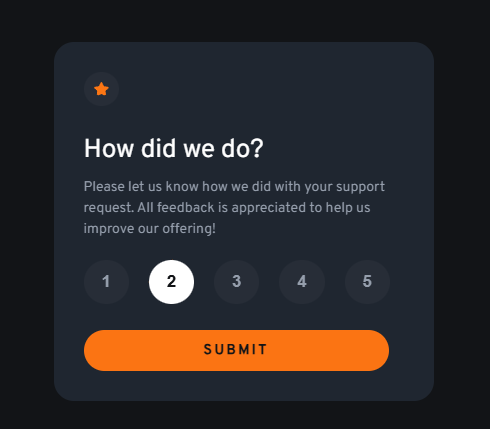 How did we do?
Please let us know how we did with your support
request. All feedback is appreciated to help us
improve our offering!
1 2 3 4 5
SUBMIT